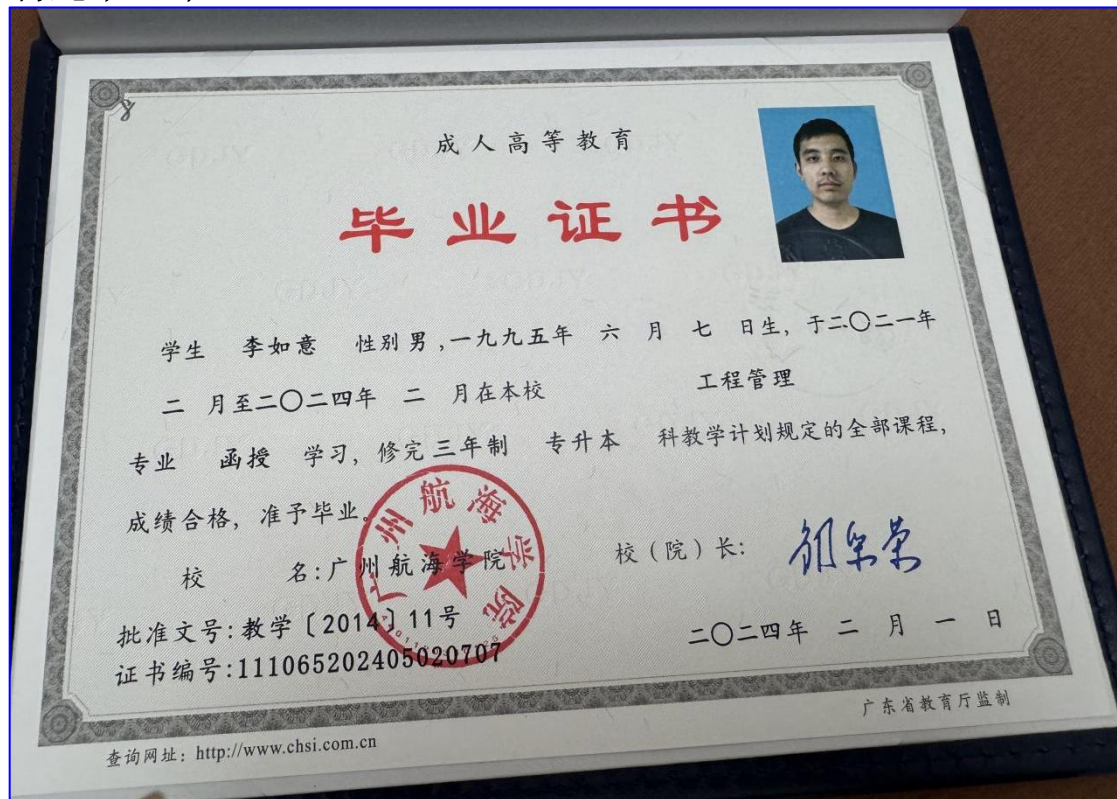 成人高等教育
毕业证书
学生 李如意 性别男,一九九五年 六 月 七 日生, 于二〇二一年
二 月至二〇二四年 二 月在本校 工程管理
专业 函授 学习, 修完三年制 专升本 科教学计划规定的全部课程,
成绩合格, 准予毕业。
广州航海学院
校 名:广州航海学院 校(院)长:
批准文号:教学〔2014〕11号
证书编号:111065202405020707
二〇二四年 二 月 一 日
广东省教育厅监制
查询网址: http://www.chsi.com.cn